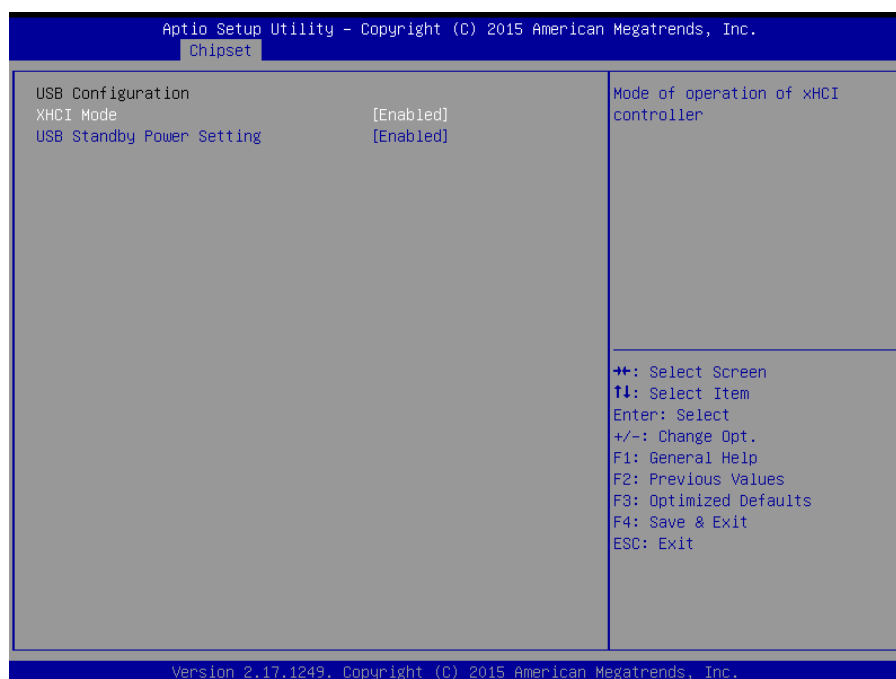 Aptio Setup Utility – Copyright (C) 2015 American Megatrends, Inc.
Chipset
USB Configuration
XHCI Mode [Enabled]
USB Standby Power Setting [Enabled]
Mode of operation of xHCI
controller
→←: Select Screen
↑↓: Select Item
Enter: Select
+/-: Change Opt.
F1: General Help
F2: Previous Values
F3: Optimized Defaults
F4: Save & Exit
ESC: Exit
Version 2.17.1249. Copyright (C) 2015 American Megatrends, Inc.